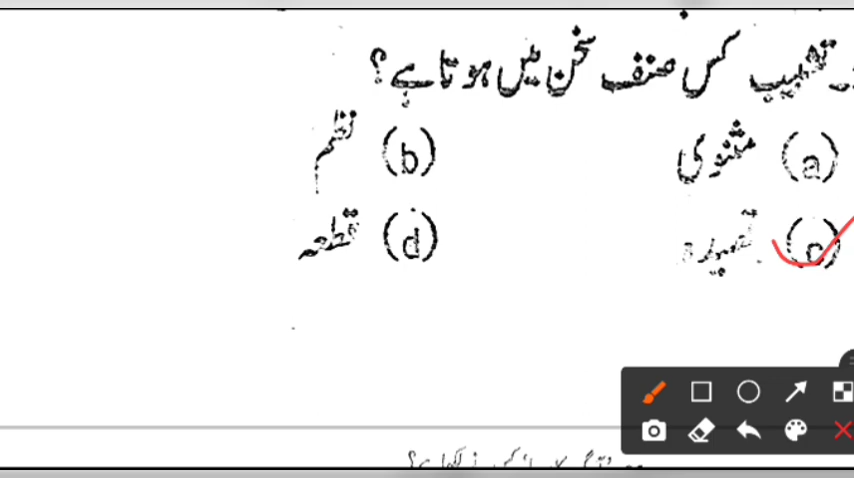 تشبیب کس صنف سخن میں ہوتا ہے؟
(a) مثنوی (b) نظم
(c) قصیدہ (d) قطعہ